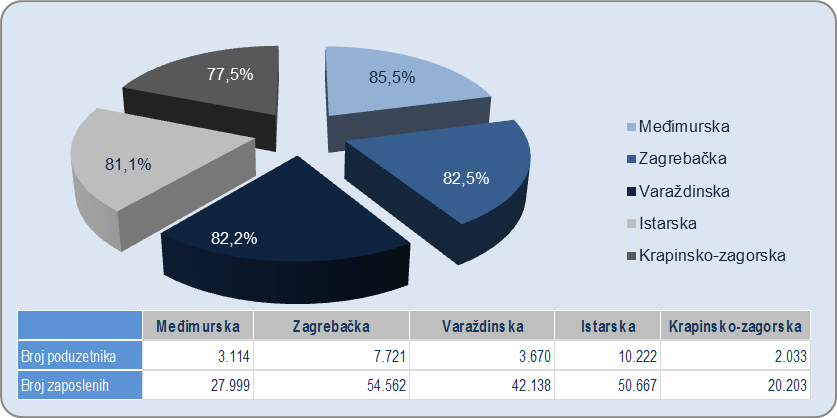 77,5%
85,5%
81,1%
82,5%
82,2%
Međimurska
Zagrebačka
Varaždinska
Istarska
Krapinsko-zagorska
Međimurska Zagrebačka Varaždinska Istarska Krapinsko-zagorska
Broj poduzetnika 3.114 7.721 3.670 10.222 2.033
Broj zaposlenih 27.999 54.562 42.138 50.667 20.203